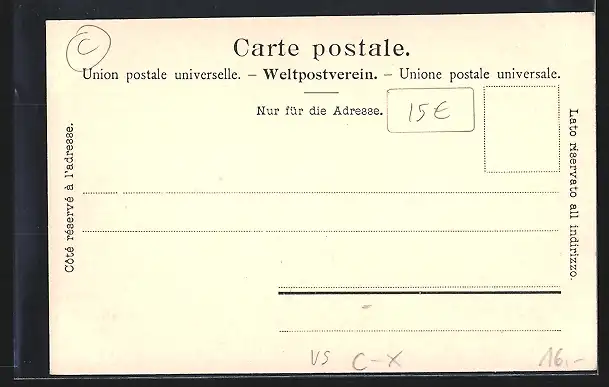 C
Carte postale.
Union postale universelle. – Weltpostverein. – Unione postale universale.
Nur für die Adresse.
15€
Côté réservé à l'adresse.
Lato riservato all indirizzo.
VS C-X
16.-